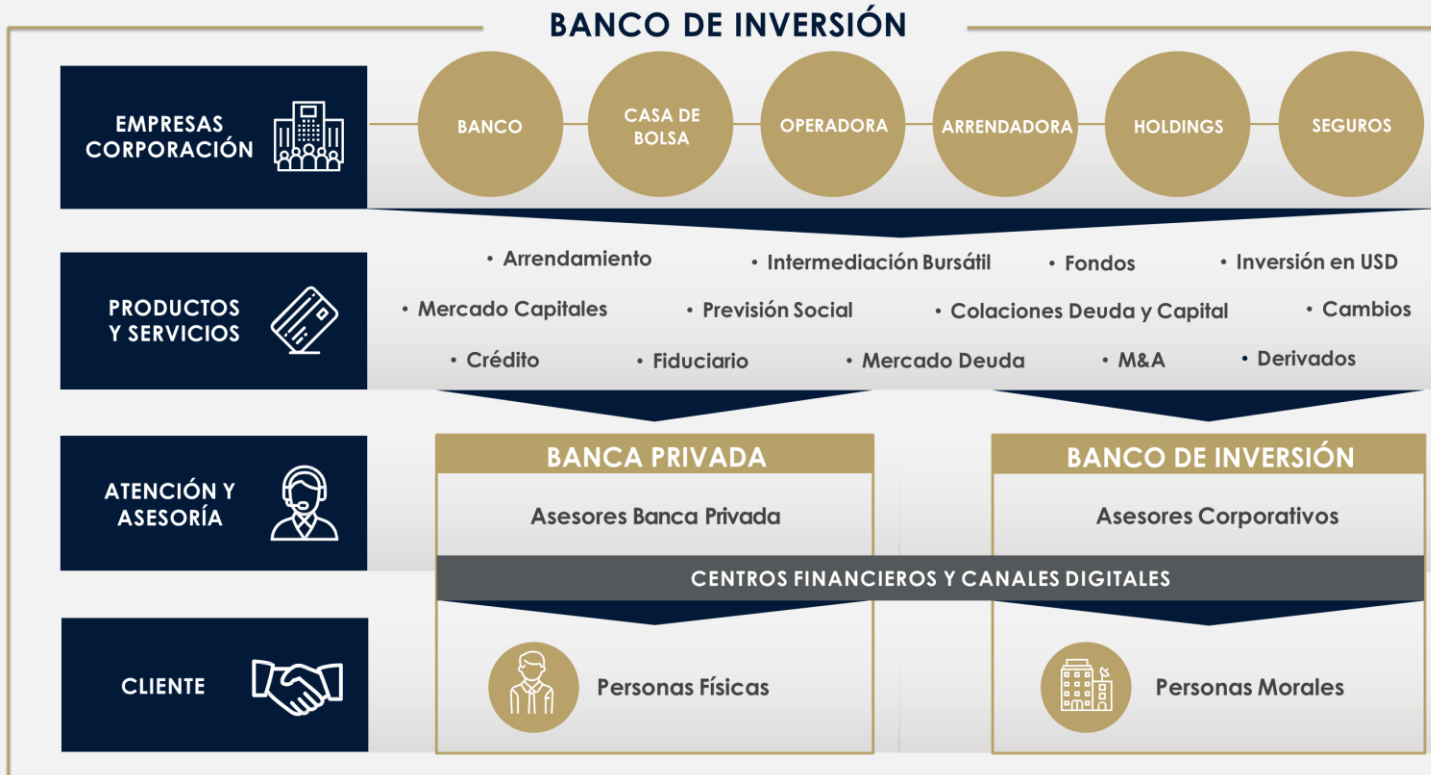 BANCO DE INVERSIÓN
EMPRESAS
CORPORACIÓN
BANCO
CASA DE
BOLSA
OPERADORA
ARRENDADORA
HOLDINGS
SEGUROS
PRODUCTOS
Y SERVICIOS
• Arrendamiento
• Intermediación Bursátil
• Fondos
• Inversión en USD
• Mercado Capitales
• Previsión Social
• Colaciones Deuda y Capital
• Cambios
• Crédito
• Fiduciario
• Mercado Deuda
• M&A
• Derivados
ATENCIÓN Y
ASESORÍA
BANCA PRIVADA
Asesores Banca Privada
BANCO DE INVERSIÓN
Asesores Corporativos
CENTROS FINANCIEROS Y CANALES DIGITALES
CLIENTE
Personas Físicas
Personas Morales